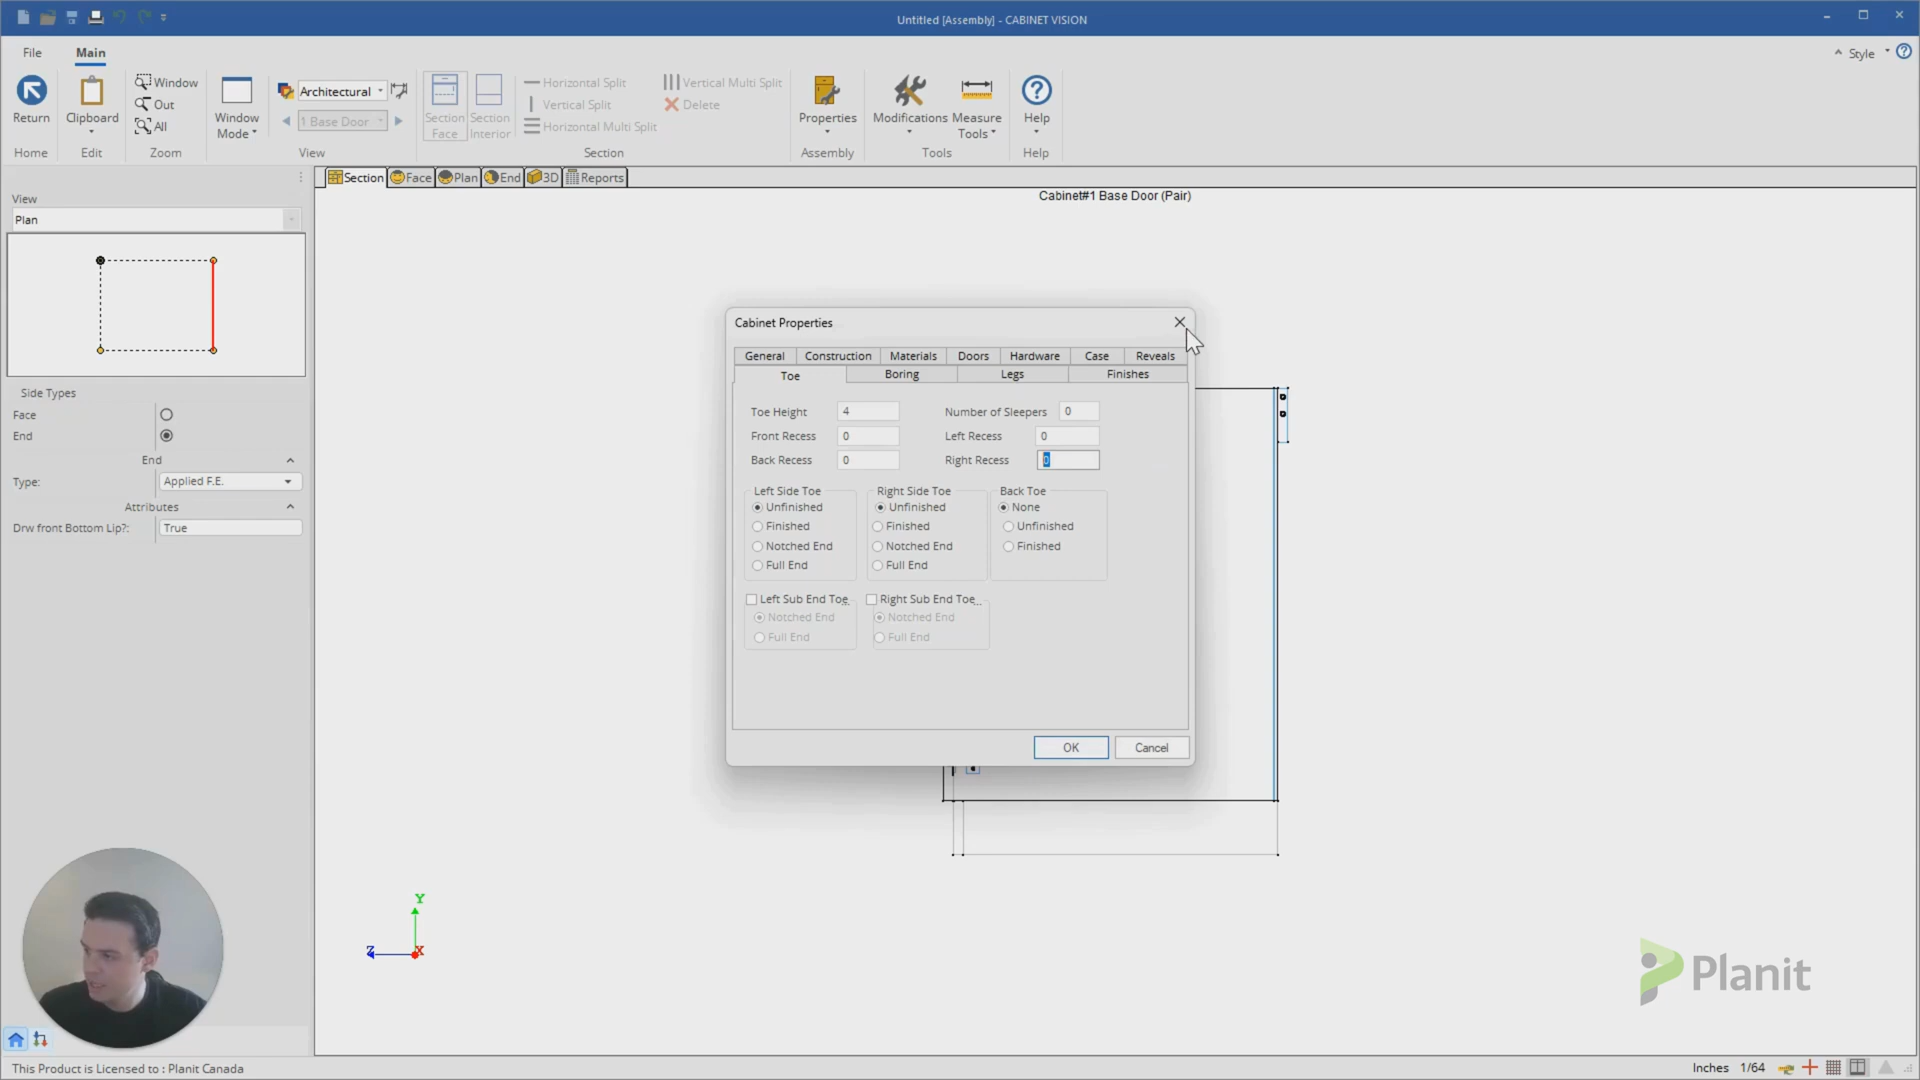 Untitled [Assembly] - CABINET VISION
File
Main
Style
Return
Clipboard
Window
Out
All
Window
Mode
Architectural
1 Base Door
Section
Face
Section
Interior
Horizontal Split
Vertical Split
Horizontal Multi Split
Vertical Multi Split
Delete
Properties
Modifications
Measure
Tools
Help
Home
Edit
Zoom
View
Section
Assembly
Tools
Help
Section
Face
Plan
End
3D
Reports
View
Plan
Side Types
Face
End
End
Type:
Applied F.E.
Attributes
Drw front Bottom Lip?:
True
Cabinet#1 Base Door (Pair)
Cabinet Properties
General
Construction
Materials
Doors
Hardware
Case
Reveals
Toe
Boring
Legs
Finishes
Toe Height
4
Number of Sleepers
0
Front Recess
0
Left Recess
0
Back Recess
0
Right Recess
0
Left Side Toe
Unfinished
Finished
Notched End
Full End
Right Side Toe
Unfinished
Finished
Notched End
Full End
Back Toe
None
Unfinished
Finished
Left Sub End Toe
Notched End
Full End
Right Sub End Toe
Notched End
Full End
OK
Cancel
Y
Z
X
Planit
This Product is Licensed to : Planit Canada
Inches
1/64